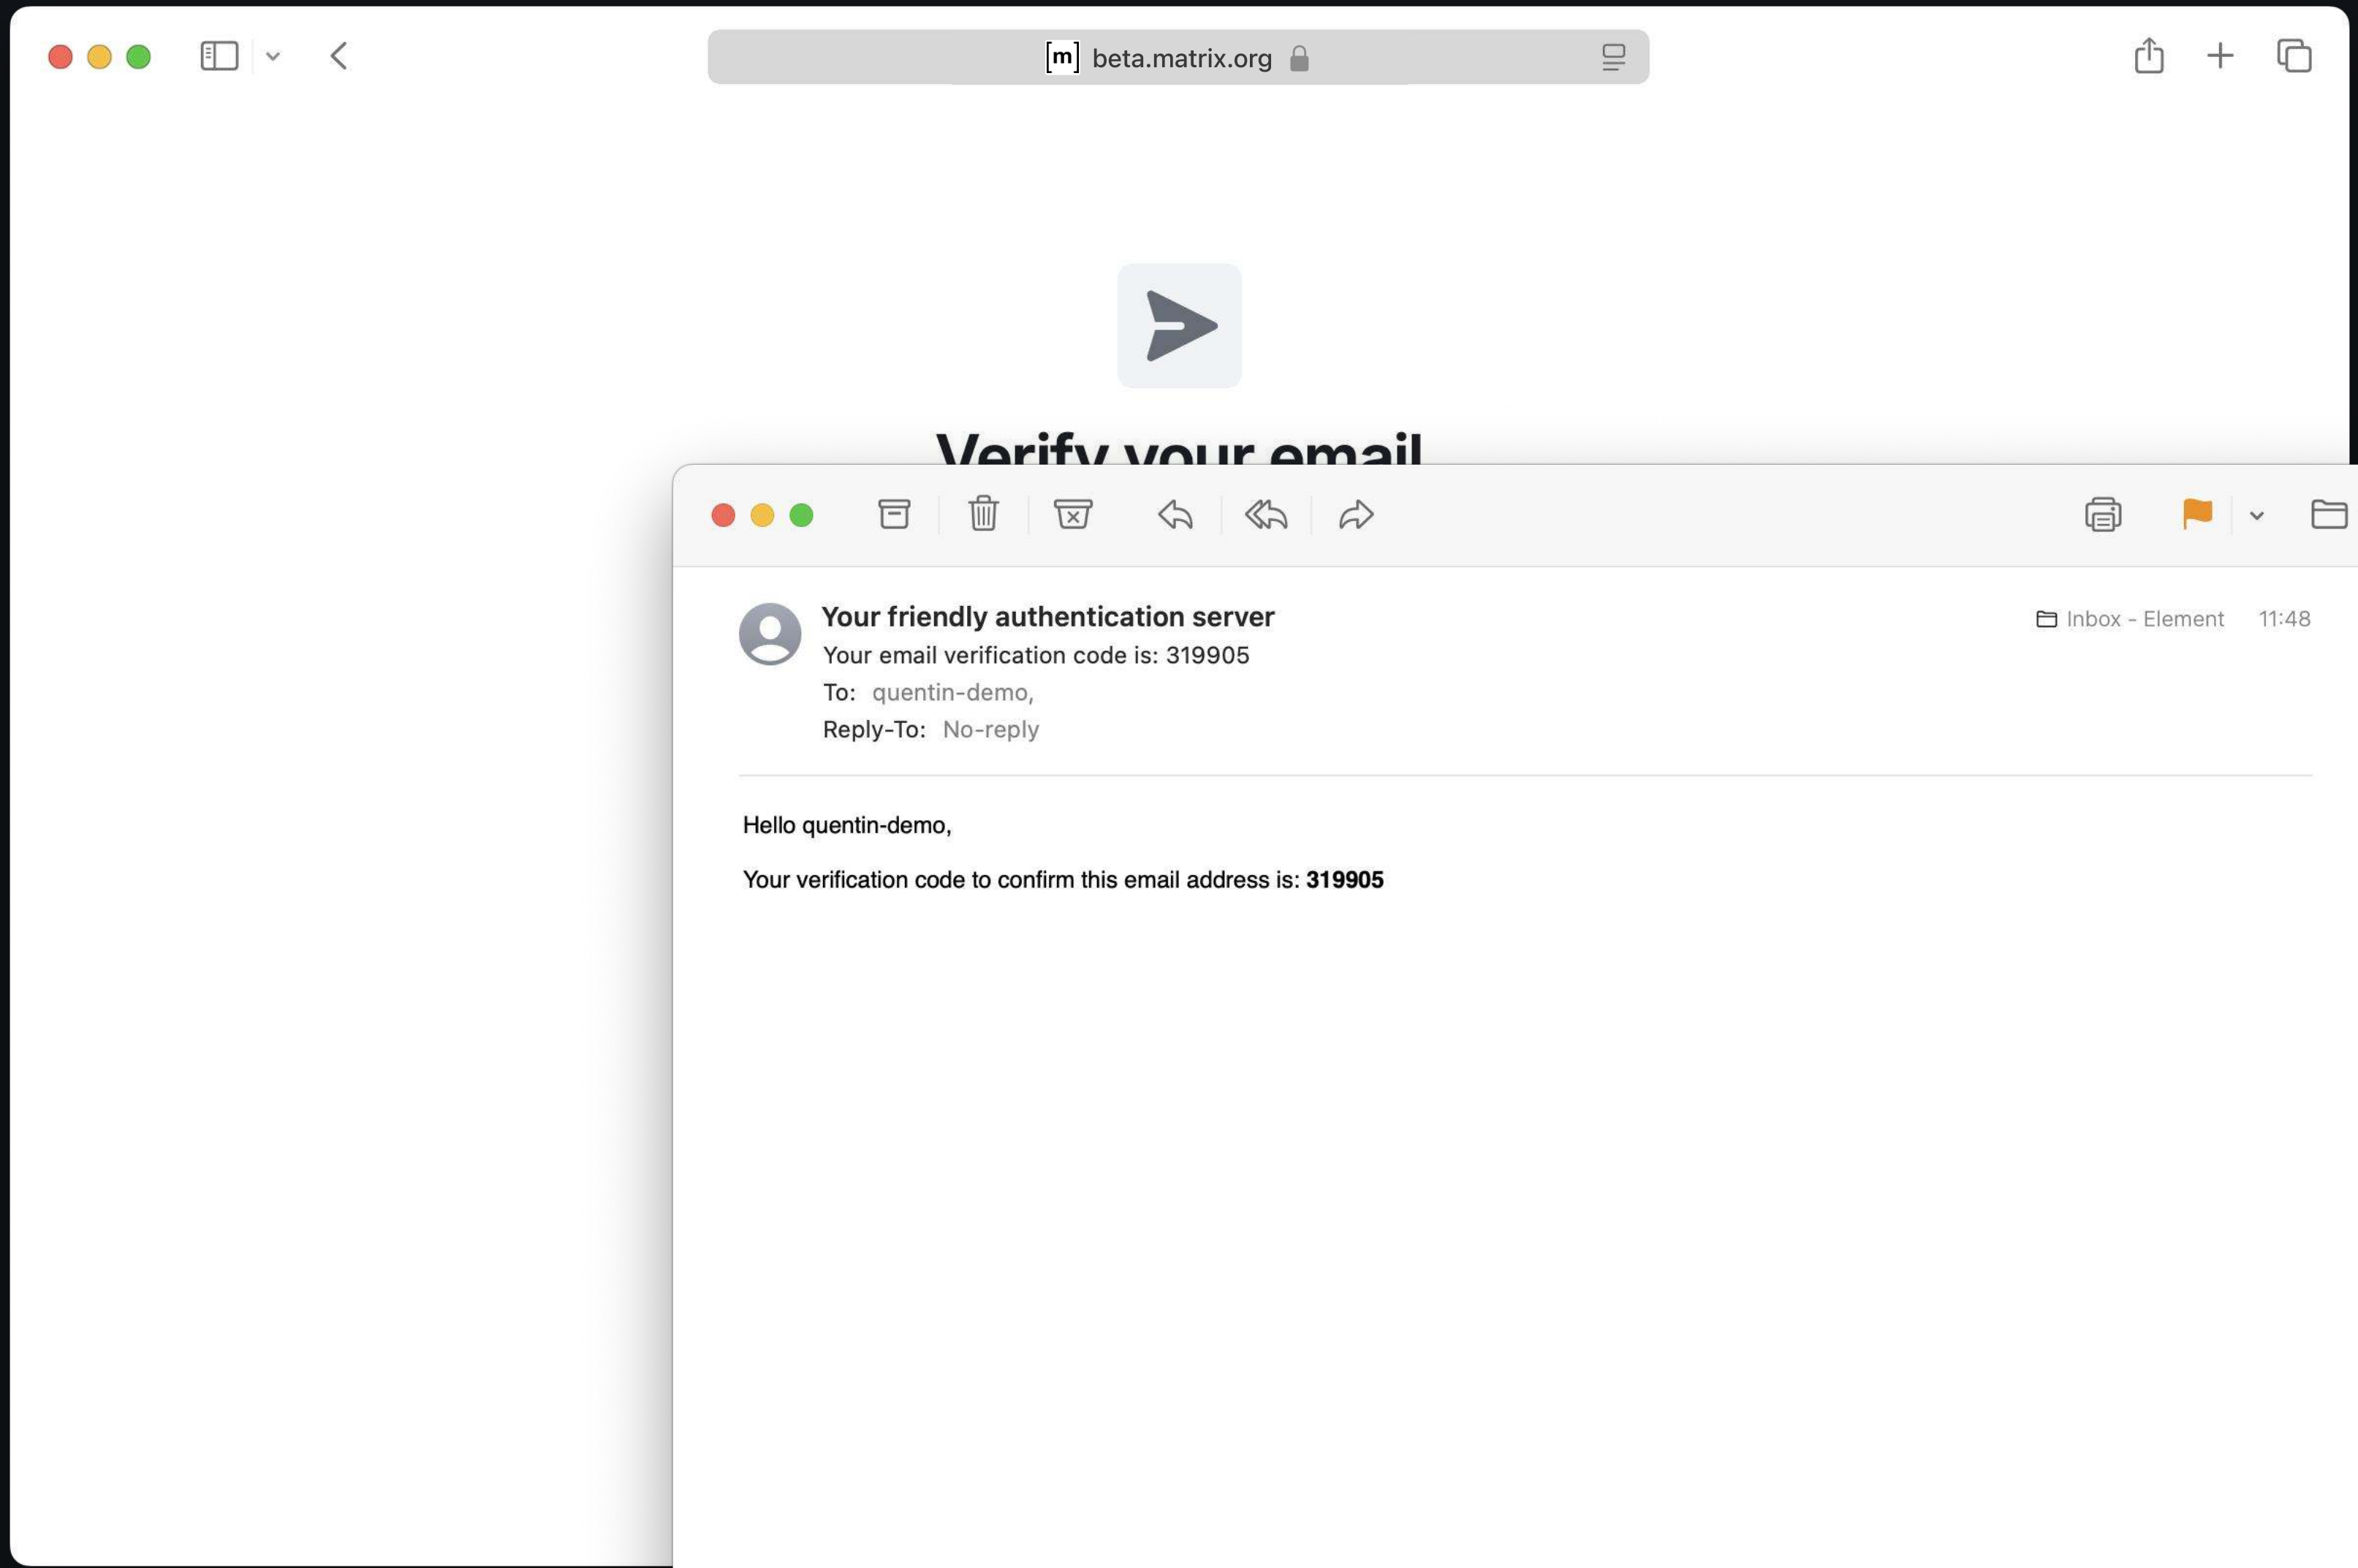 [m] beta.matrix.org
Verify your email
Your friendly authentication server
Inbox - Element 11:48
Your email verification code is: 319905
To: quentin-demo,
Reply-To: No-reply
Hello quentin-demo,
Your verification code to confirm this email address is: 319905